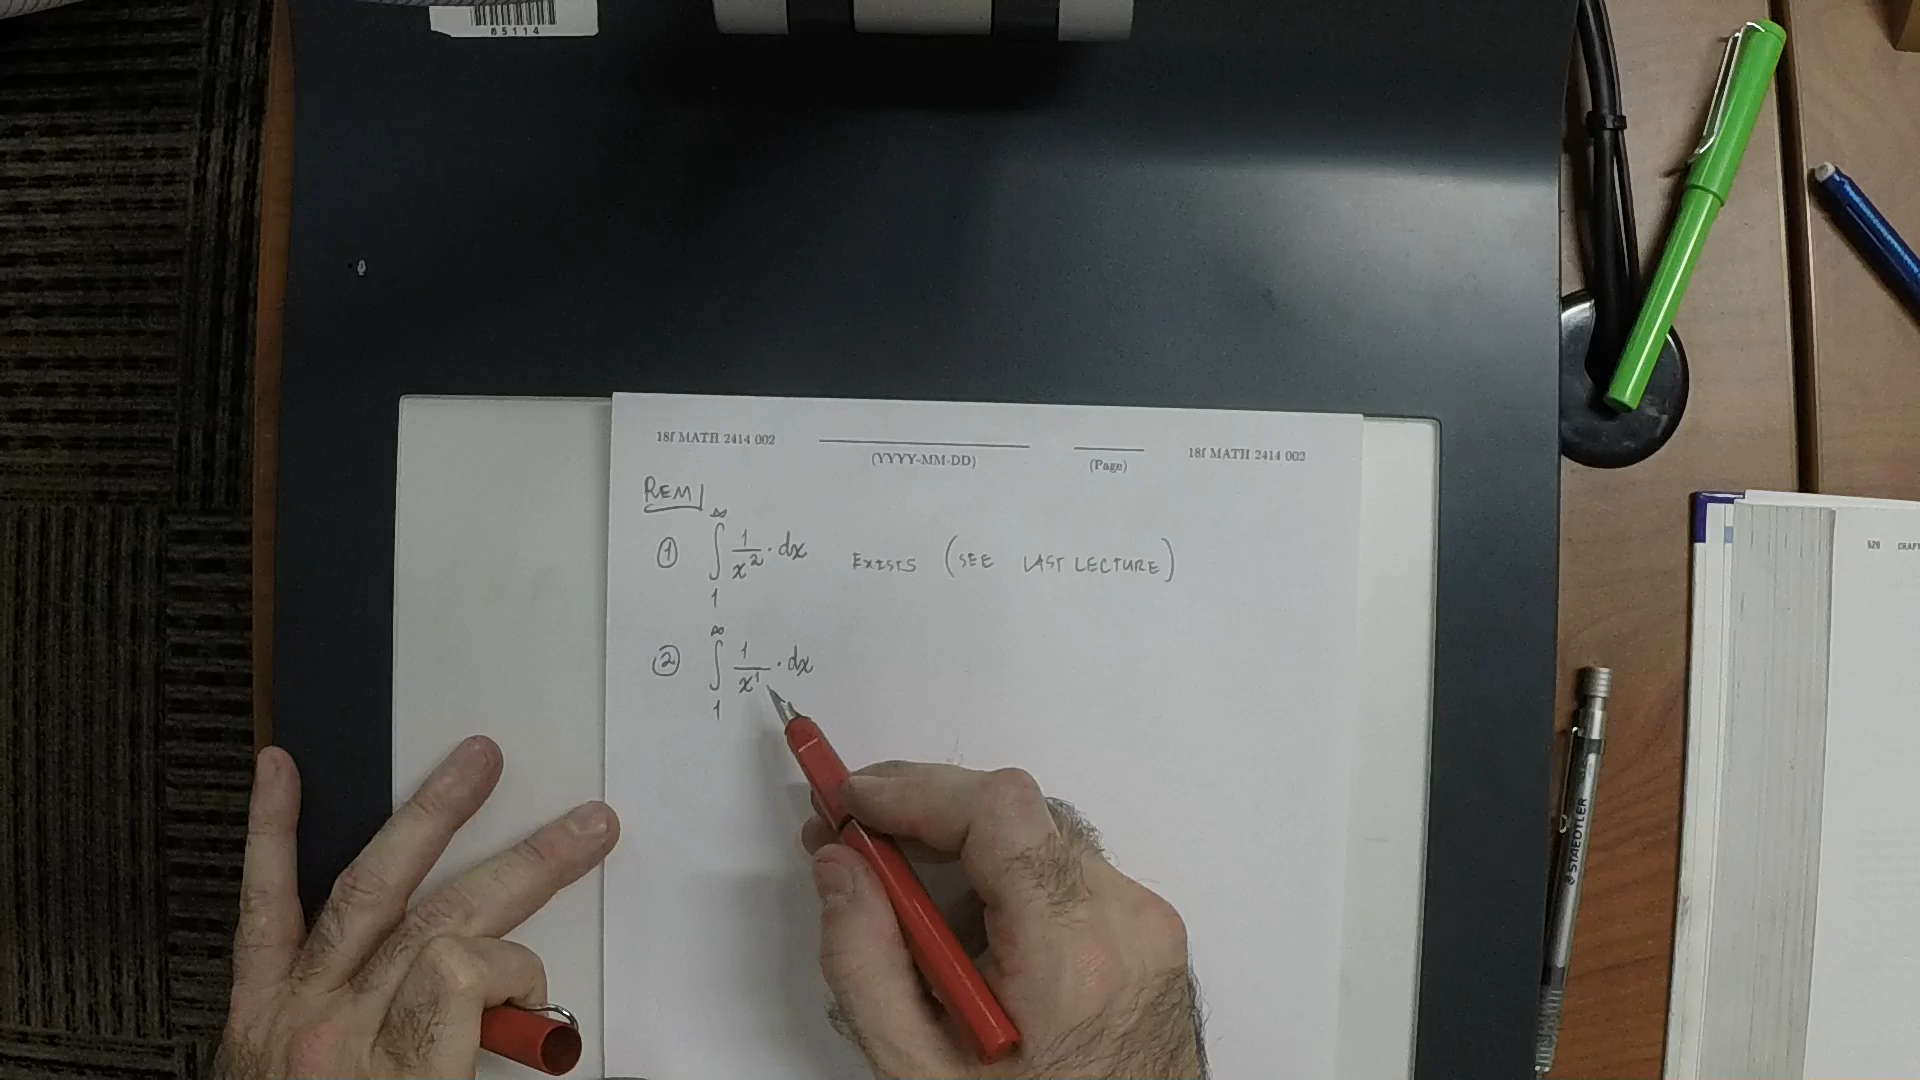 85114
18f MATH 2414 002
(YYYY-MM-DD)
(Page)
18f MATH 2414 002
REM
① ∫₁^∞ 1/x² · dx EXISTS (SEE LAST LECTURE)
② ∫₁^∞ 1/x¹ · dx
STAEDTLER